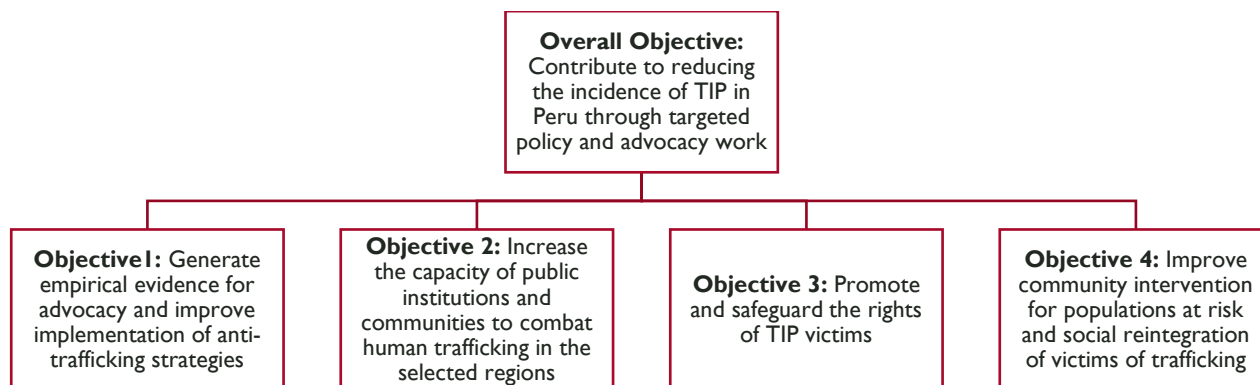 Overall Objective:
Contribute to reducing
the incidence of TIP in
Peru through targeted
policy and advocacy work
Objective1: Generate
empirical evidence for
advocacy and improve
implementation of anti-
trafficking strategies
Objective 2: Increase
the capacity of public
institutions and
communities to combat
human trafficking in the
selected regions
Objective 3: Promote
and safeguard the rights
of TIP victims
Objective 4: Improve
community intervention
for populations at risk
and social reintegration
of victims of trafficking